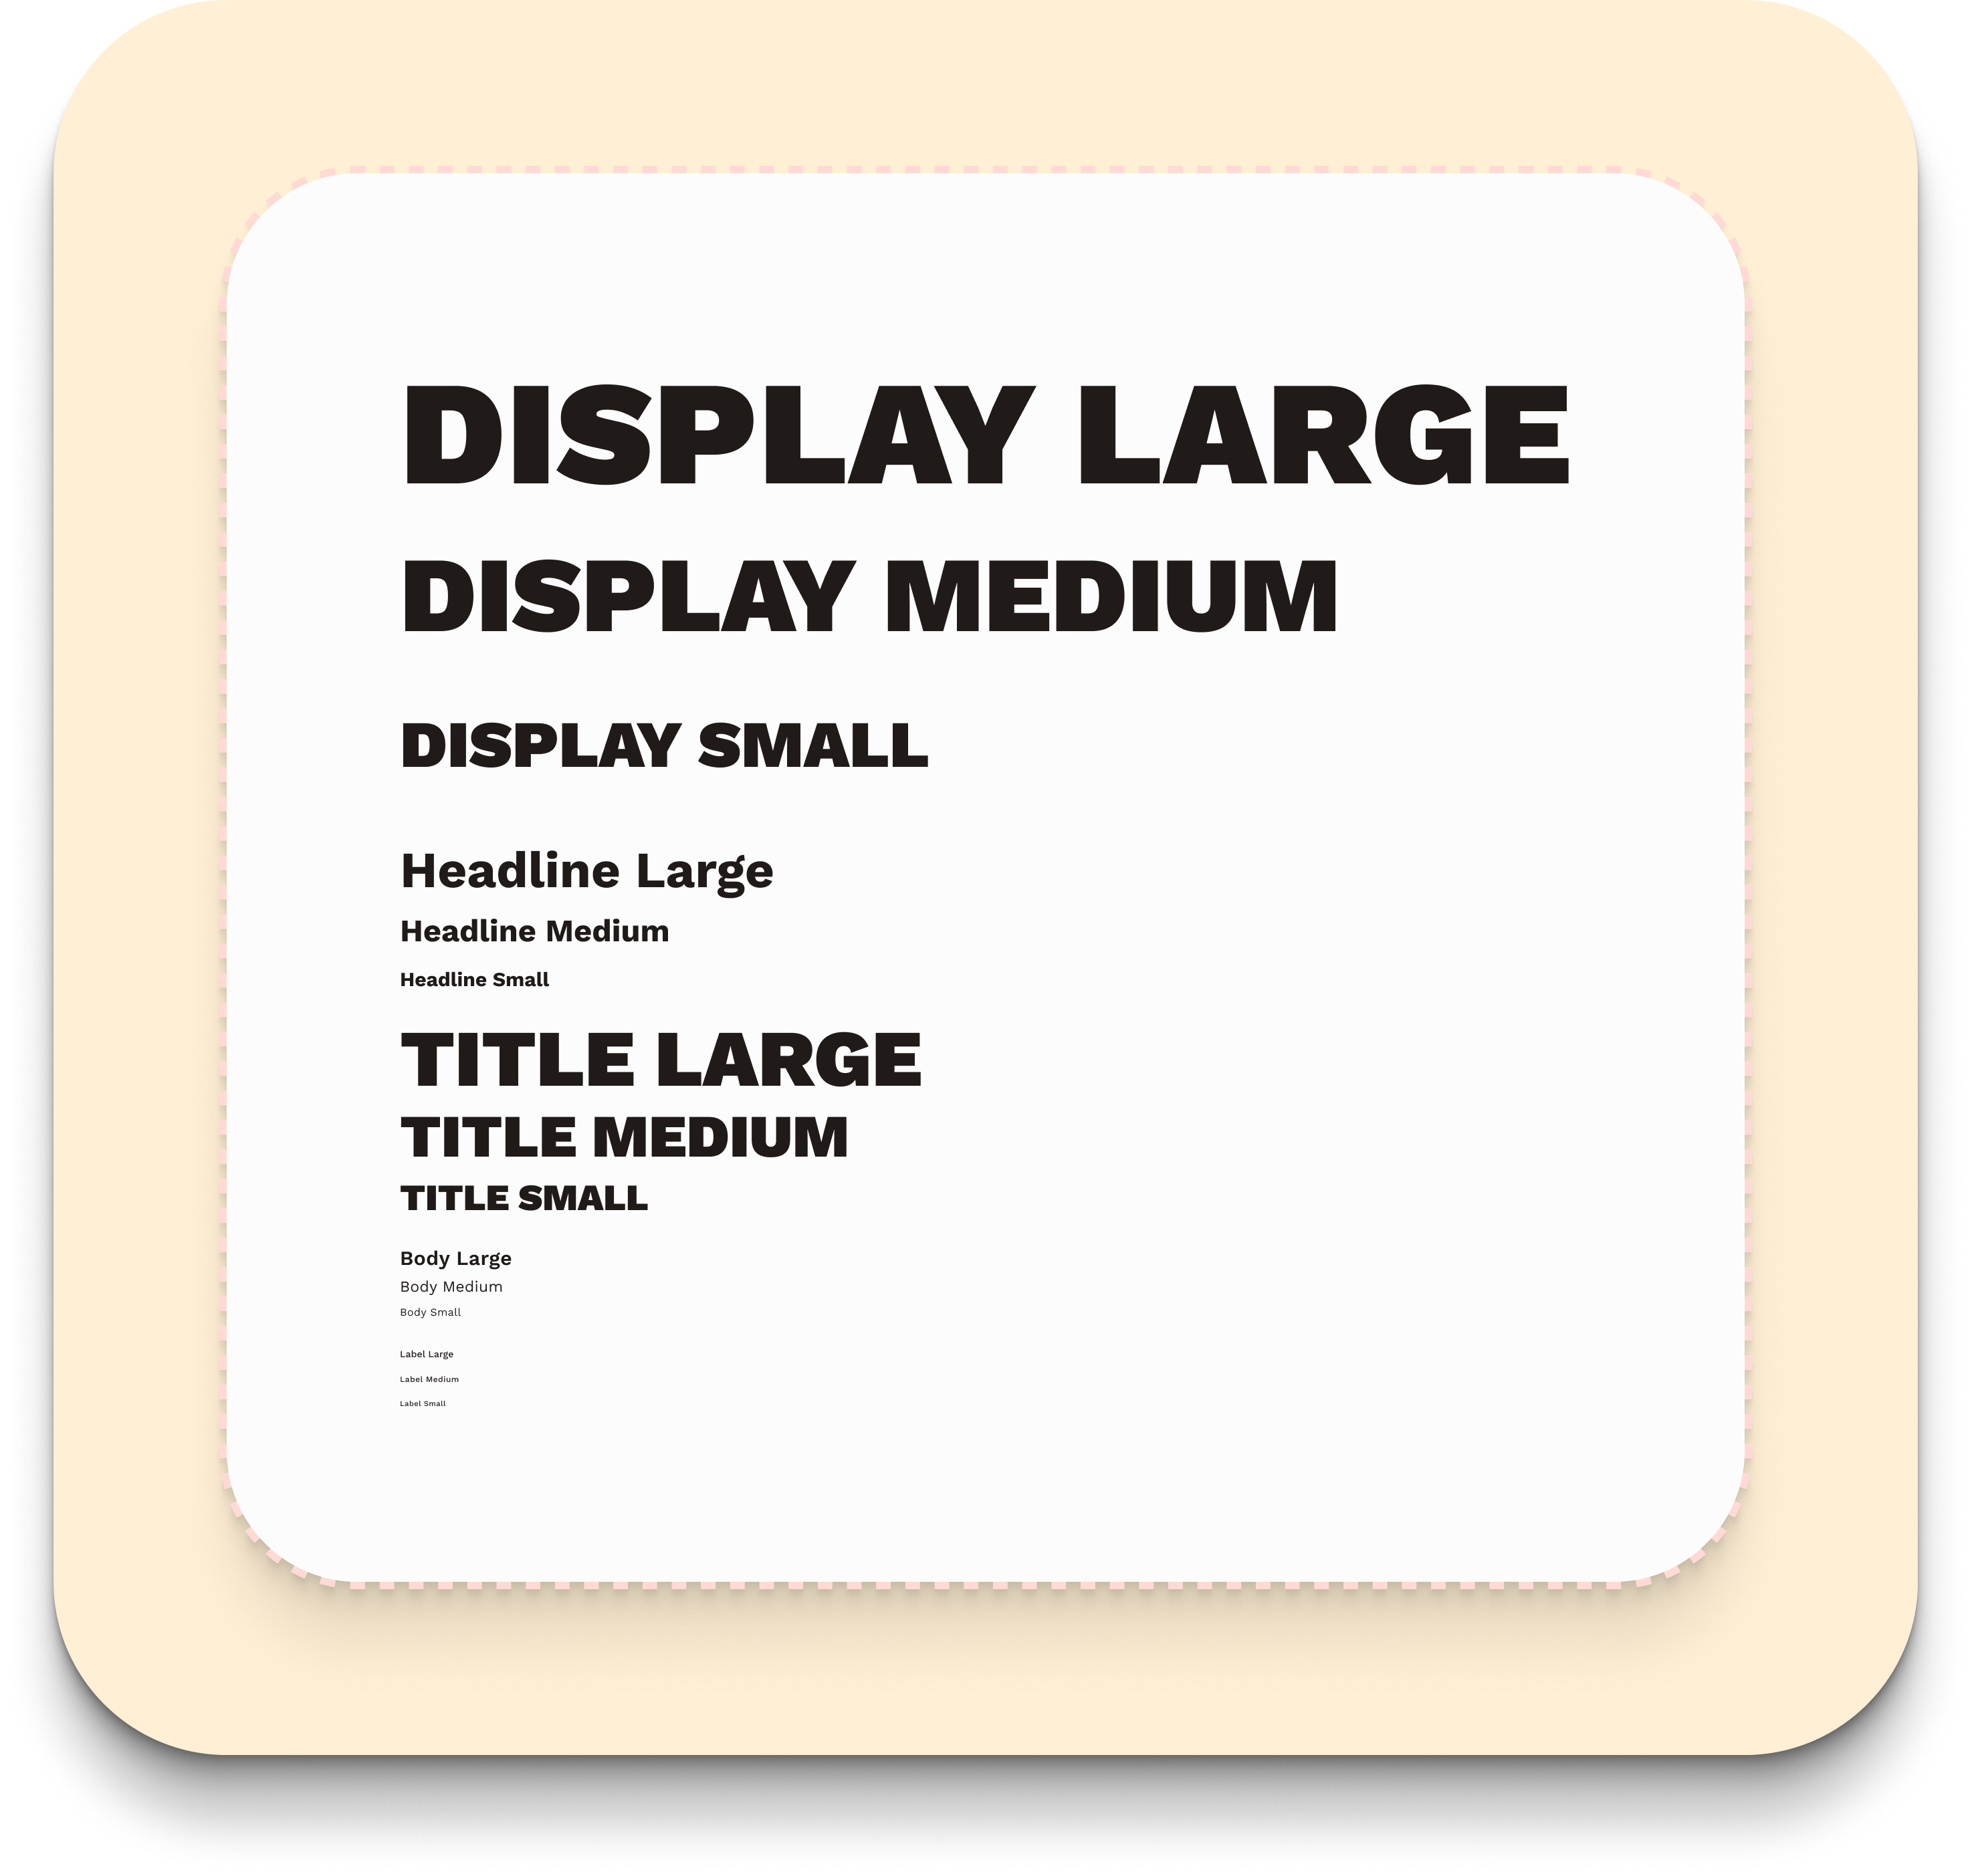 DISPLAY LARGE
DISPLAY MEDIUM
DISPLAY SMALL
Headline Large
Headline Medium
Headline Small
TITLE LARGE
TITLE MEDIUM
TITLE SMALL
Body Large
Body Medium
Body Small
Label Large
Label Medium
Label Small